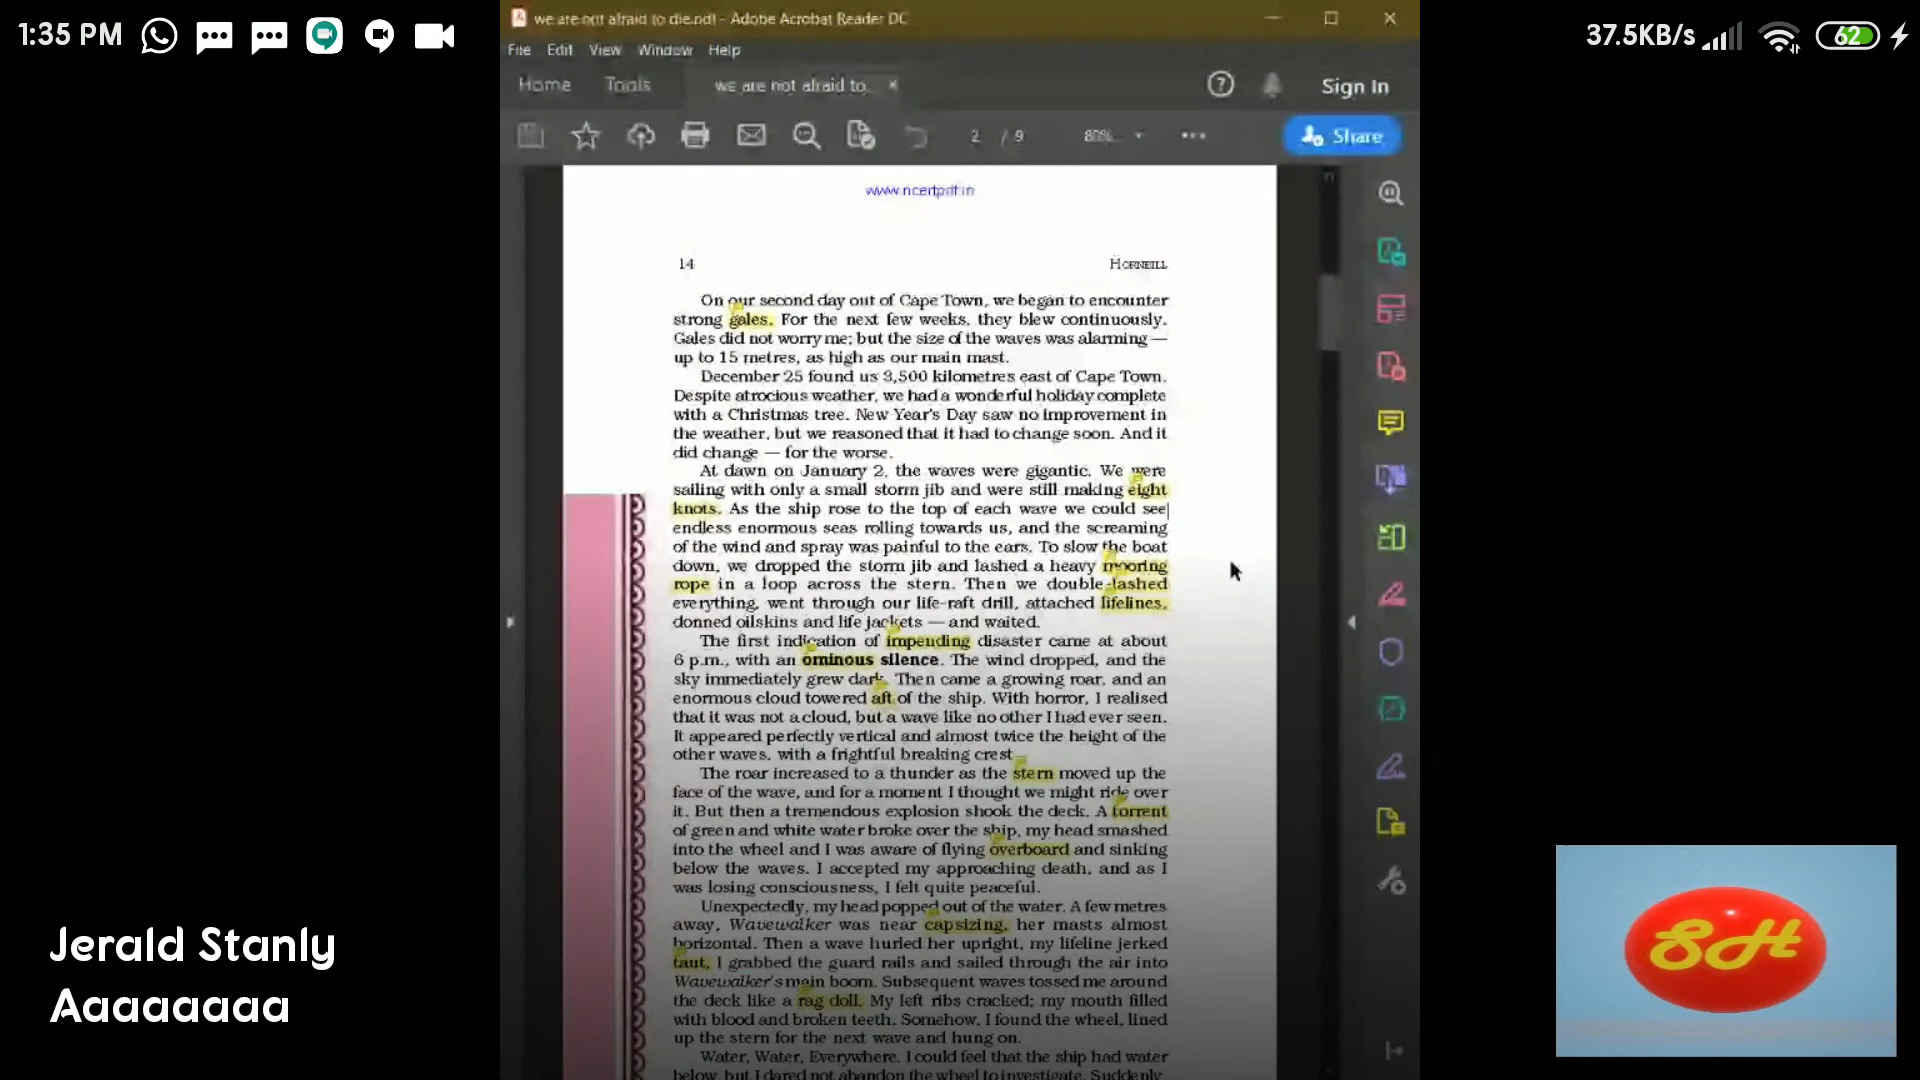 1:35 PM
37.5KB/s
62
we are not afraid to die.pdf - Adobe Acrobat Reader DC
File Edit View Window Help
Home Tools we are not afraid to.
Sign In
2 / 9 80%
Share
www.ncertpdf.in
14 HORNBILL
On our second day out of Cape Town, we began to encounter
strong gales. For the next few weeks, they blew continuously.
Gales did not worry me; but the size of the waves was alarming —
up to 15 metres, as high as our main mast.
December 25 found us 3,500 kilometres east of Cape Town.
Despite atrocious weather, we had a wonderful holiday complete
with a Christmas tree. New Year's Day saw no improvement in
the weather, but we reasoned that it had to change soon. And it
did change — for the worse.
At dawn on January 2, the waves were gigantic. We were
sailing with only a small storm jib and were still making eight
knots. As the ship rose to the top of each wave we could see
endless enormous seas rolling towards us, and the screaming
of the wind and spray was painful to the ears. To slow the boat
down, we dropped the storm jib and lashed a heavy mooring
rope in a loop across the stern. Then we double-lashed
everything, went through our life-raft drill, attached lifelines,
donned oilskins and life jackets — and waited.
The first indication of impending disaster came at about
6 p.m., with an ominous silence. The wind dropped, and the
sky immediately grew dark. Then came a growing roar, and an
enormous cloud towered aft of the ship. With horror, I realised
that it was not a cloud, but a wave like no other I had ever seen.
It appeared perfectly vertical and almost twice the height of the
other waves, with a frightful breaking crest.
The roar increased to a thunder as the stern moved up the
face of the wave, and for a moment I thought we might ride over
it. But then a tremendous explosion shook the deck. A torrent
of green and white water broke over the ship, my head smashed
into the wheel and I was aware of flying overboard and sinking
below the waves. I accepted my approaching death, and as I
was losing consciousness, I felt quite peaceful.
Unexpectedly, my head popped out of the water. A few metres
away, Wavewalker was near capsizing, her masts almost
horizontal. Then a wave hurled her upright, my lifeline jerked
taut, I grabbed the guard rails and sailed through the air into
Wavewalker's main boom. Subsequent waves tossed me around
the deck like a rag doll. My left ribs cracked; my mouth filled
with blood and broken teeth. Somehow, I found the wheel, lined
up the stern for the next wave and hung on.
Water, Water, Everywhere. I could feel that the ship had water
below, but I dared not abandon the wheel to investigate. Suddenly,
Jerald Stanly
Aaaaaaaa
SH